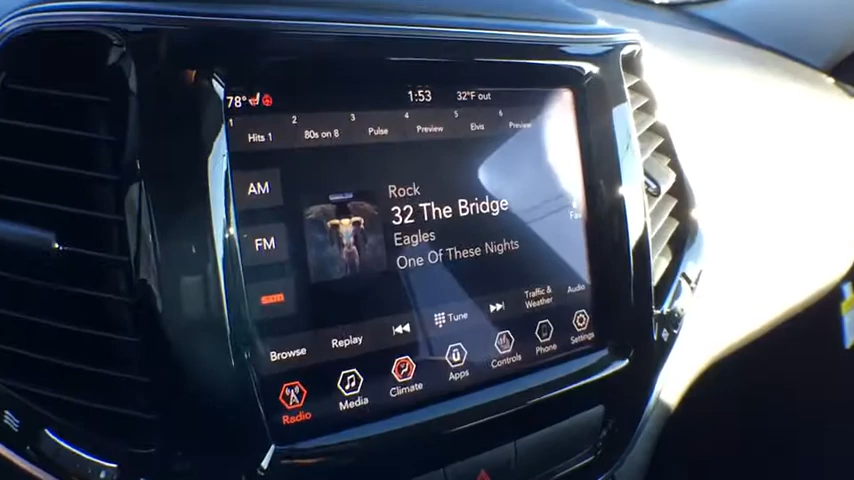 78° 1:53 32°F out
1 2 3 4 5 6
Hits 1 80s on 8 Pulse Preview Elvis Preview
AM
FM
sxm
Rock
32 The Bridge
Eagles
One Of These Nights
Browse Replay Tune Traffic & Weather Audio
Radio Media Climate Apps Controls Phone Settings